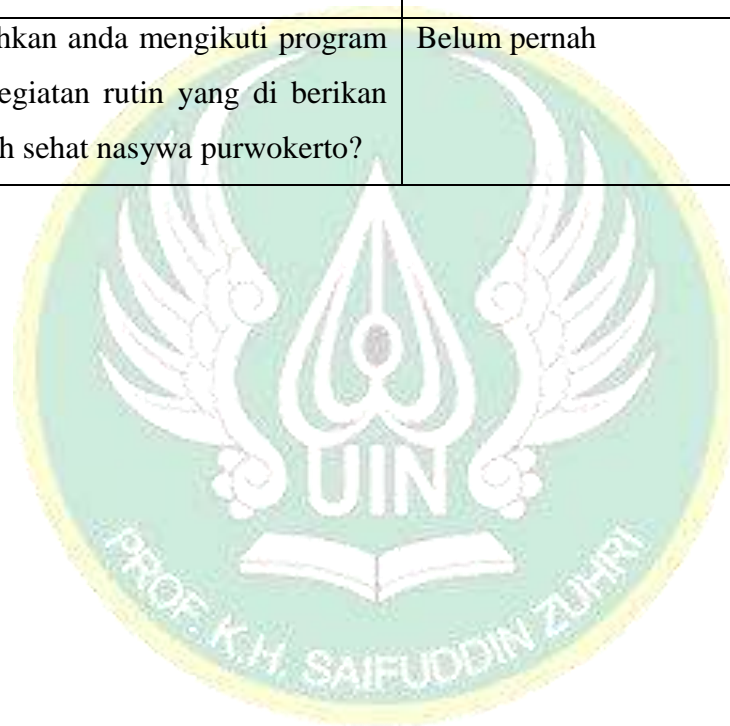 hkan anda mengikuti program
Belum pernah
egiatan rutin yang di berikan
h sehat nasywa purwokerto?
UIN
PROF. K.H. SAIFUDDIN ZUHRI